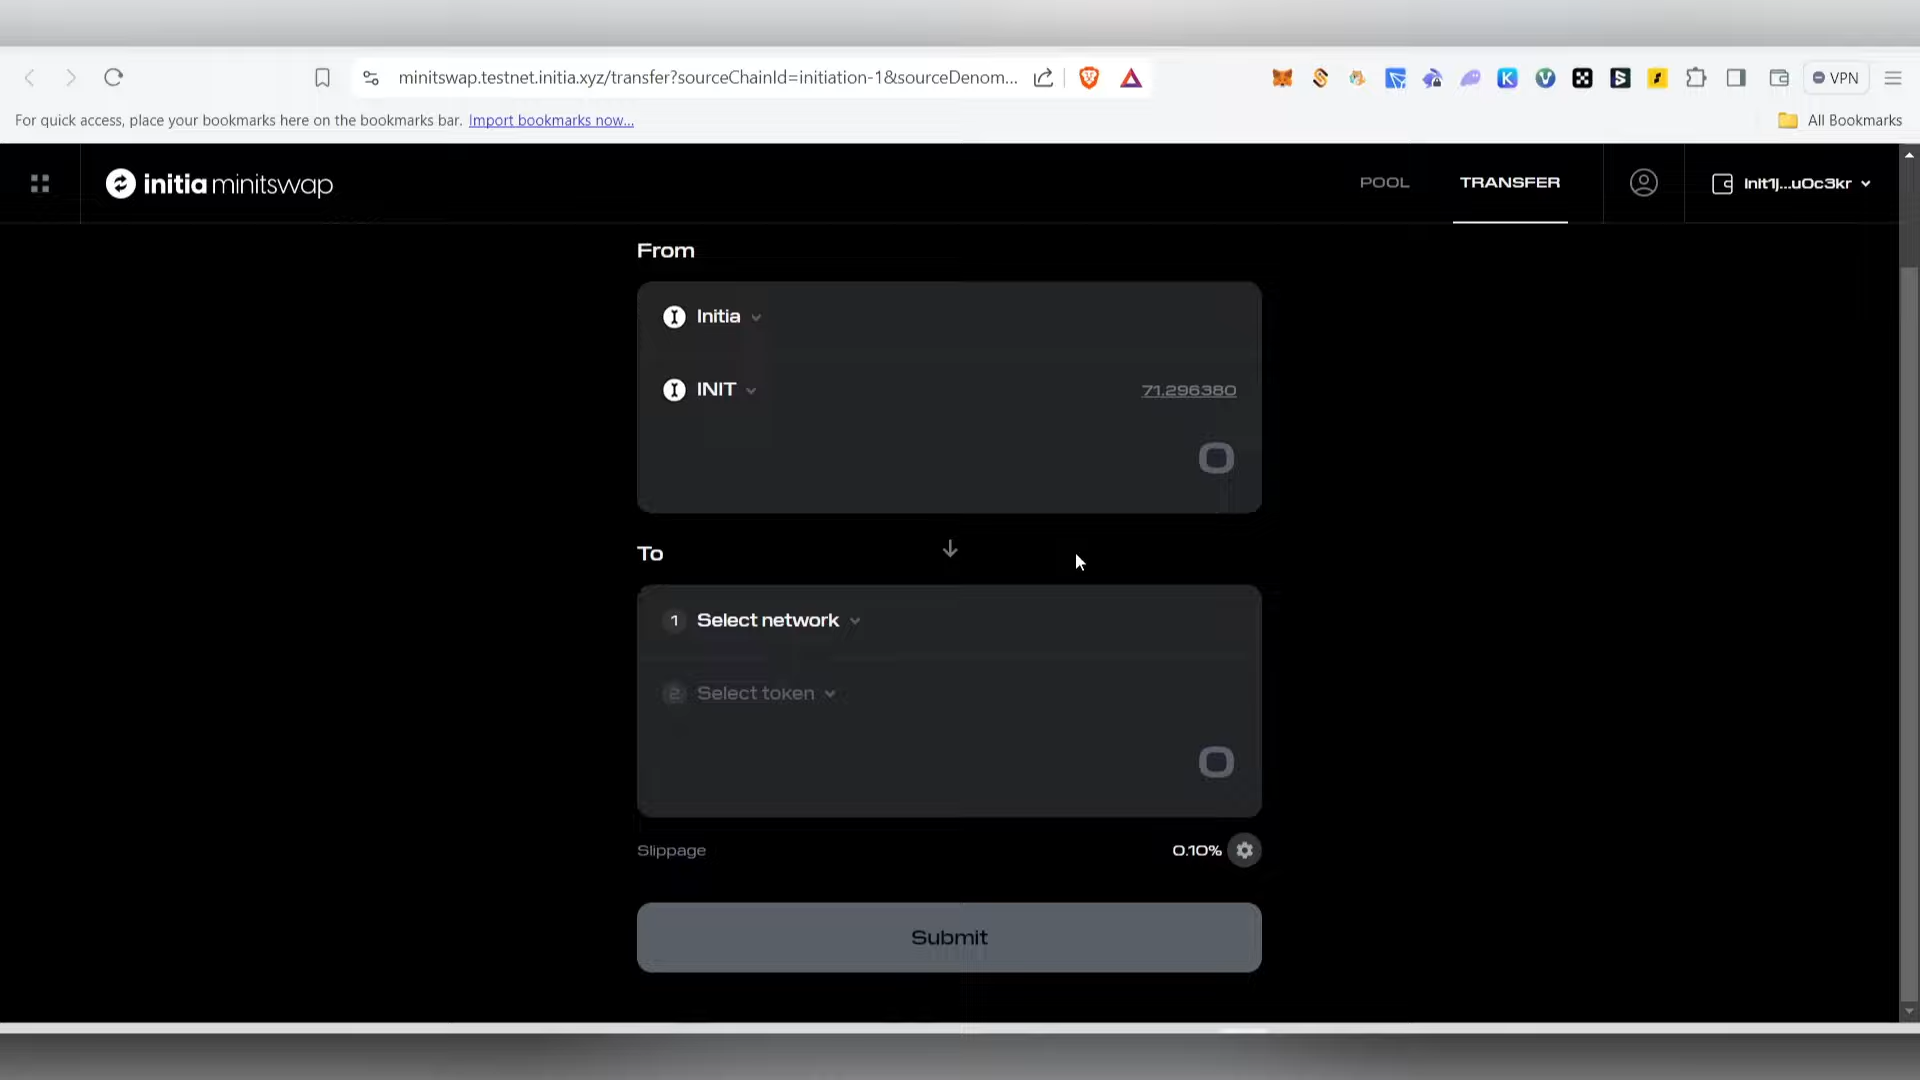 minitswap.testnet.initia.xyz/transfer?sourceChainId=initiation-1&sourceDenom...
VPN
For quick access, place your bookmarks here on the bookmarks bar. Import bookmarks now...
All Bookmarks
initia minitswap
POOL
TRANSFER
init1j...u0c3kr
From
Initia
INIT
71.296380
0
To
1 Select network
2 Select token
0
Slippage
0.10%
Submit